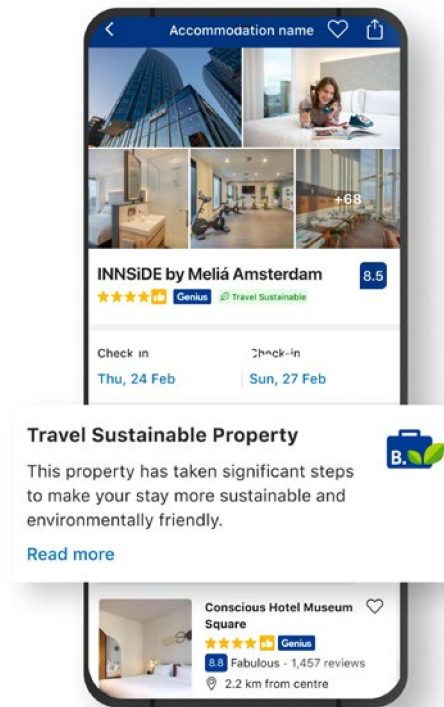 Accommodation name
+68
INNSiDE by Meliá Amsterdam
8.5
Genius
Travel Sustainable
Check in
Check-in
Thu, 24 Feb
Sun, 27 Feb
Travel Sustainable Property
This property has taken significant steps
to make your stay more sustainable and
environmentally friendly.
Read more
B.
Conscious Hotel Museum
Square
Genius
8.8 Fabulous - 1,457 reviews
2.2 km from centre